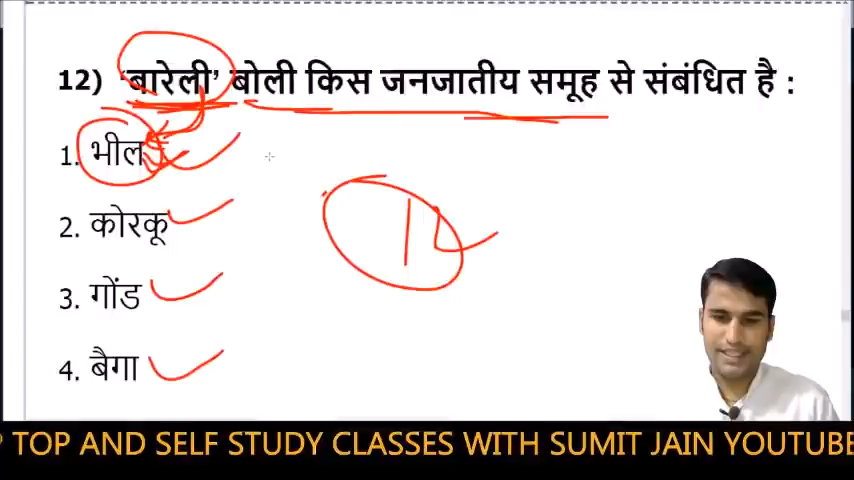 12) 'बारेली' बोली किस जनजातीय समूह से संबंधित है :
1. भील
2. कोरकू
3. गोंड
4. बैगा
TOP AND SELF STUDY CLASSES WITH SUMIT JAIN YOUTUBE